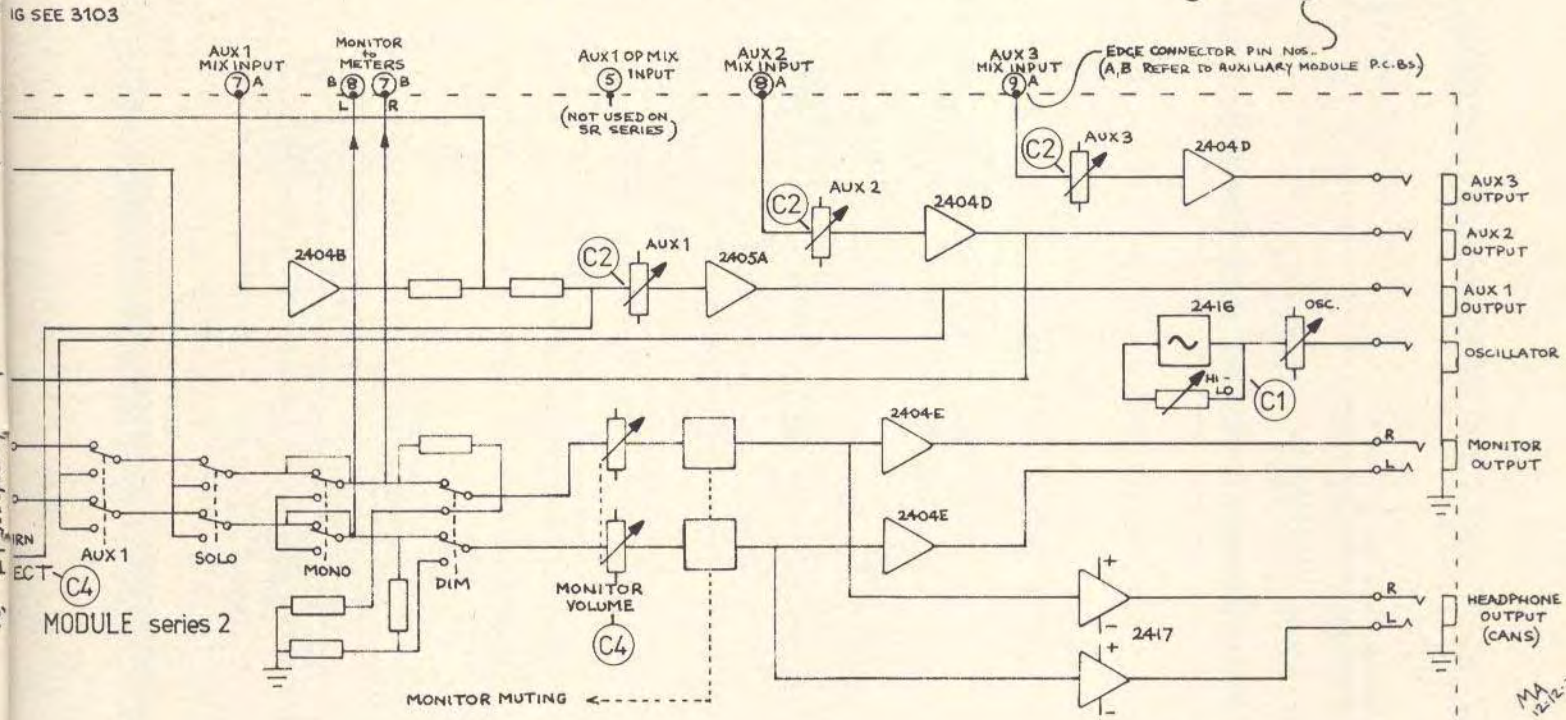 IG SEE 3103
AUX 1
MIX INPUT
7 A
MONITOR
to
METERS
B 8 7 B
L R
AUX 1 OP MIX
5 INPUT
(NOT USED ON
SR SERIES)
AUX 2
MIX INPUT
8 A
AUX 3
MIX INPUT
9 A
EDGE CONNECTOR PIN NOS..
(A,B REFER TO AUXILIARY MODULE P.C.BS.)
C2
AUX 3
2404D
AUX 3
OUTPUT
C2
AUX 2
2404D
AUX 2
OUTPUT
2404B
C2
AUX 1
2405A
AUX 1
OUTPUT
2416
OSC.
OSCILLATOR
HI-
LO
C1
2404E
R
L
MONITOR
OUTPUT
2404E
IRN
ECT
C4
AUX 1
SOLO
MONO
DIM
MODULE series 2
MONITOR
VOLUME
C4
+
-
2417
+
-
R
L
HEADPHONE
OUTPUT
(CANS)
MONITOR MUTING
MA
12.12.